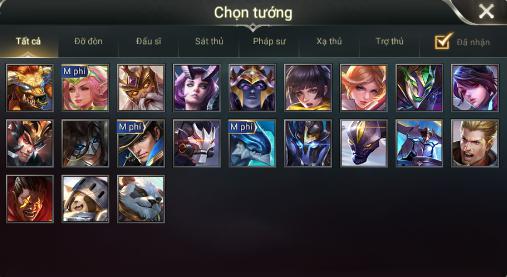 Chọn tướng
Tất cả Đỡ đòn Đấu sĩ Sát thủ Pháp sư Xạ thủ Trợ thủ Đã nhận
M phí
M phí M phí